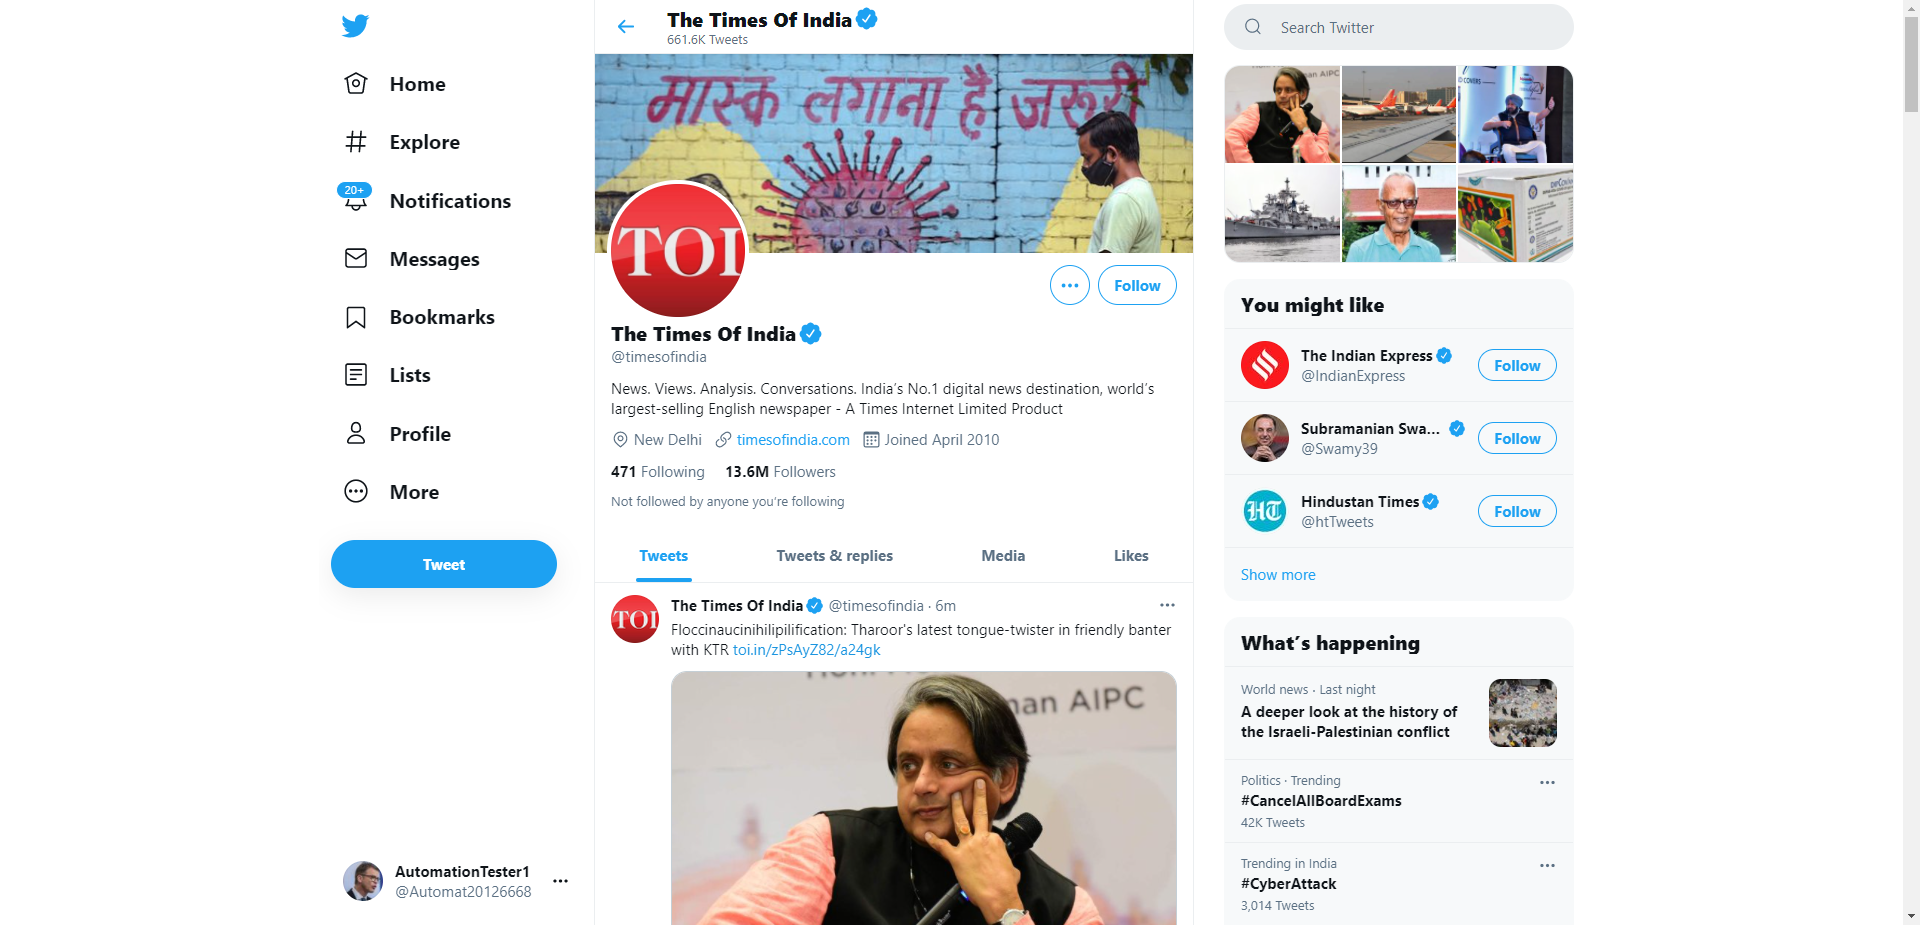 Home
Explore
20+
Notifications
Messages
Bookmarks
Lists
Profile
More
Tweet
AutomationTester1
@Automat20126668
The Times Of India
661.6K Tweets
मास्क लगाना है जरूरी
TOI
Follow
The Times Of India
@timesofindia
News. Views. Analysis. Conversations. India's No.1 digital news destination, world's
largest-selling English newspaper - A Times Internet Limited Product
New Delhi timesofindia.com Joined April 2010
471 Following 13.6M Followers
Not followed by anyone you're following
Tweets Tweets & replies Media Likes
TOI
The Times Of India @timesofindia · 6m
Floccinaucinihilipilification: Tharoor's latest tongue-twister in friendly banter
with KTR toi.in/zPsAyZ82/a24gk
man AIPC
Search Twitter
man AIPC
You might like
The Indian Express
@IndianExpress
Follow
Subramanian Swa...
@Swamy39
Follow
HT
Hindustan Times
@htTweets
Follow
Show more
What's happening
World news · Last night
A deeper look at the history of
the Israeli-Palestinian conflict
Politics · Trending
#CancelAllBoardExams
42K Tweets
Trending in India
#CyberAttack
3,014 Tweets